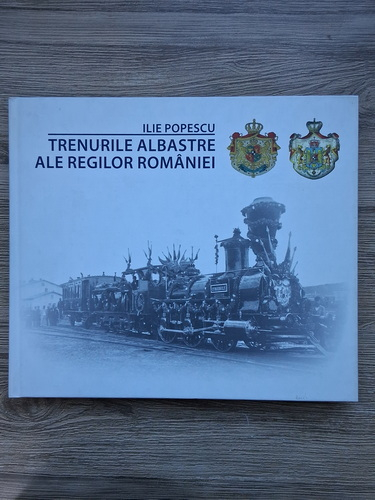 ILIE POPESCU
TRENURILE ALBASTRE
ALE REGILOR ROMÂNIEI